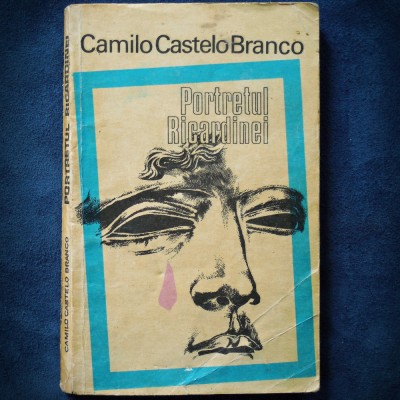 Camilo Castelo Branco
Portretul
Ricardinei
CAMILO CASTELO BRANCO PORTRETUL RICARDINEI